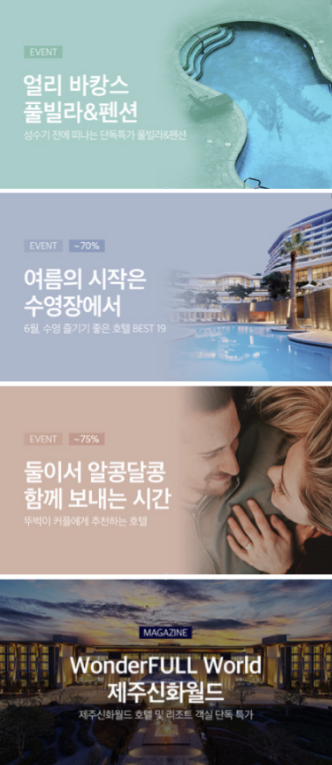 EVENT
얼리 바캉스
풀빌라&펜션
성수기 전에 떠나는 단독특가 풀빌라&펜션
EVENT ~70%
여름의 시작은
수영장에서
6월, 수영 즐기기 좋은 호텔 BEST 19
EVENT ~75%
둘이서 알콩달콩
함께 보내는 시간
뚜벅이 커플에게 추천하는 호텔
MAGAZINE
WonderFULL World
제주신화월드
제주신화월드 호텔 및 리조트 객실 단독 특가